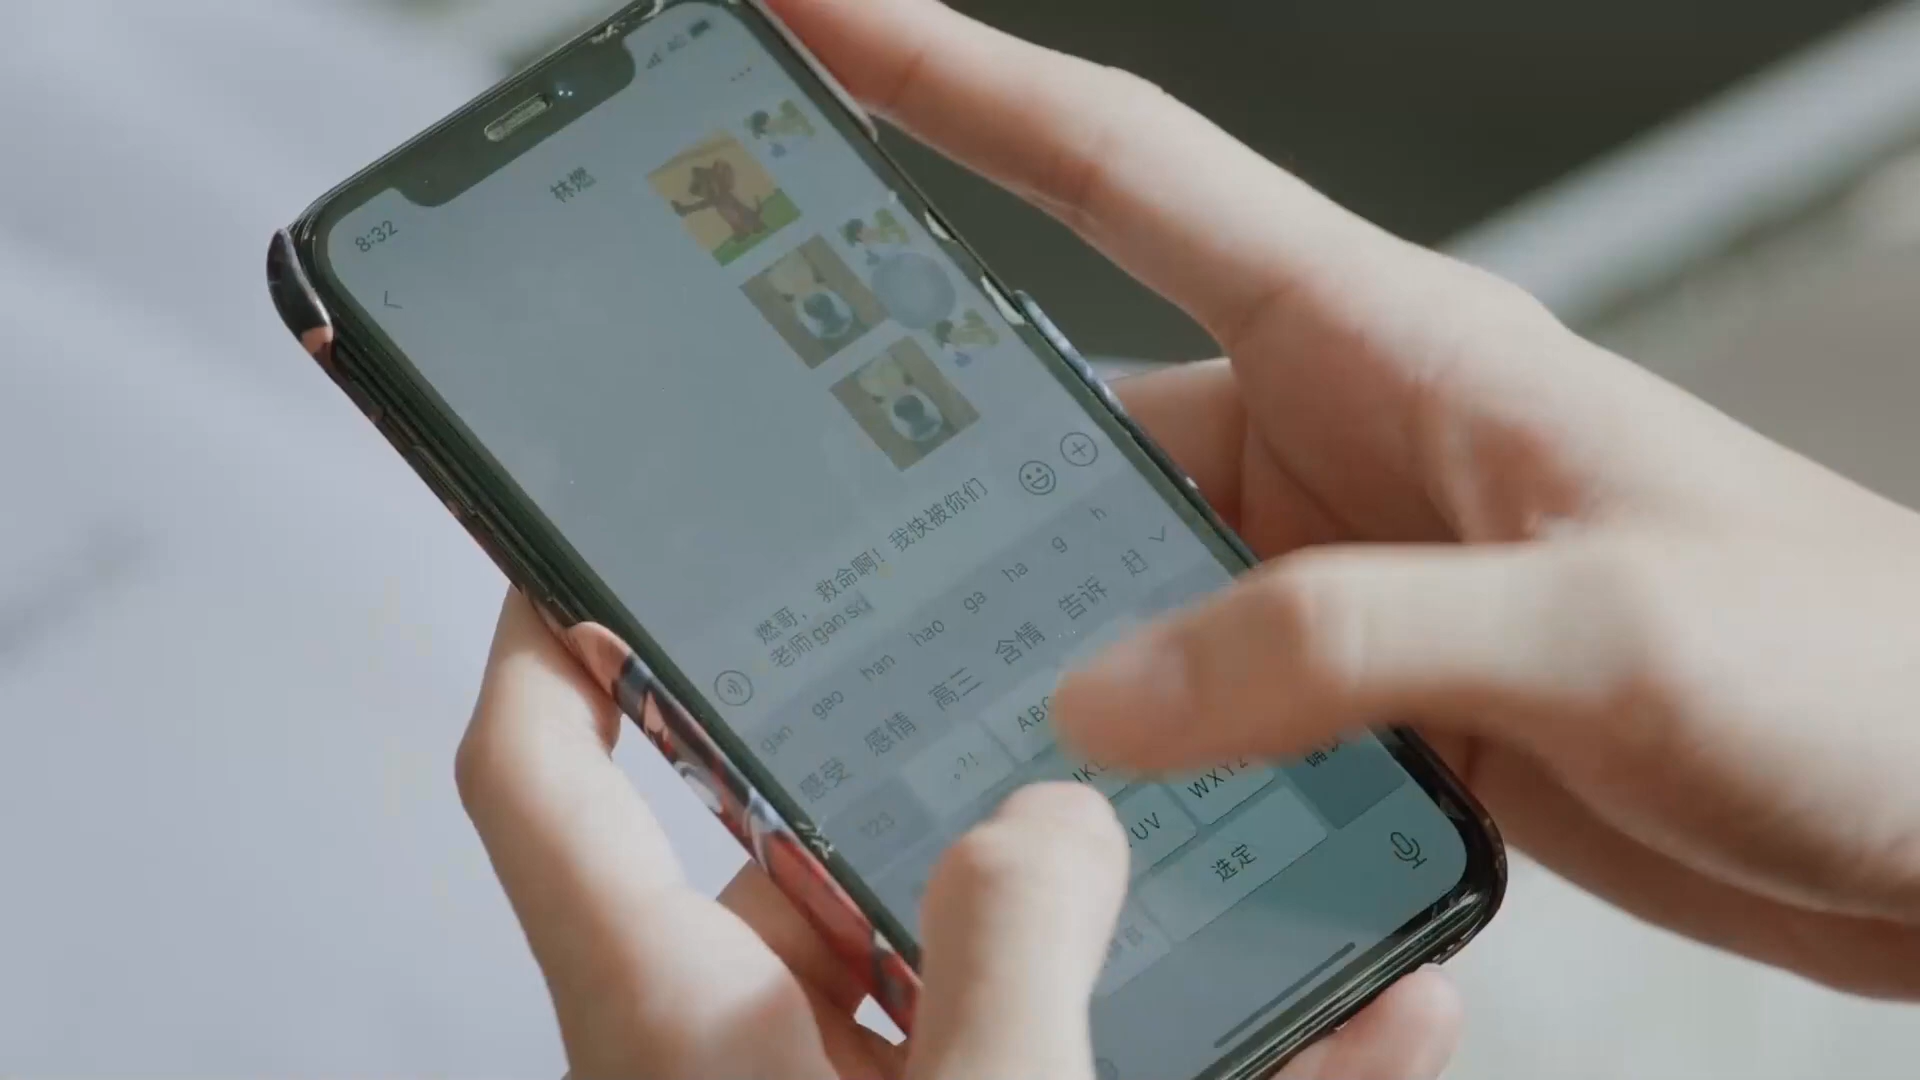 8:32
4G
林燃
燃哥，救命啊！我快被你们
老师gan sd
gan gao han hao ga ha g h
感受 感情 高三 含情 告诉 赶
123
。?!
ABC
WXYZ
选定